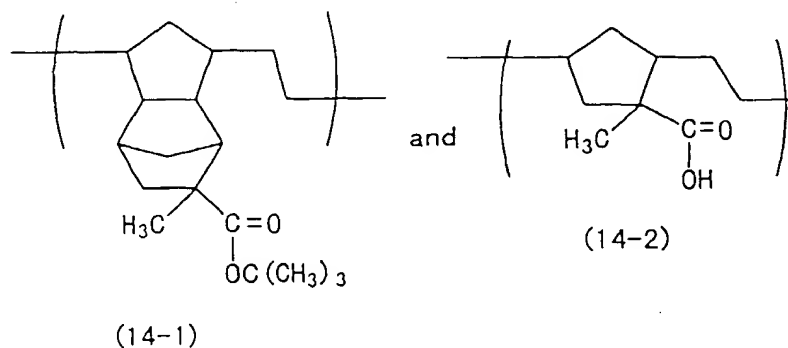 H3C C=O
OC(CH3)3
(14-1)
and
H3C C=O
OH
(14-2)